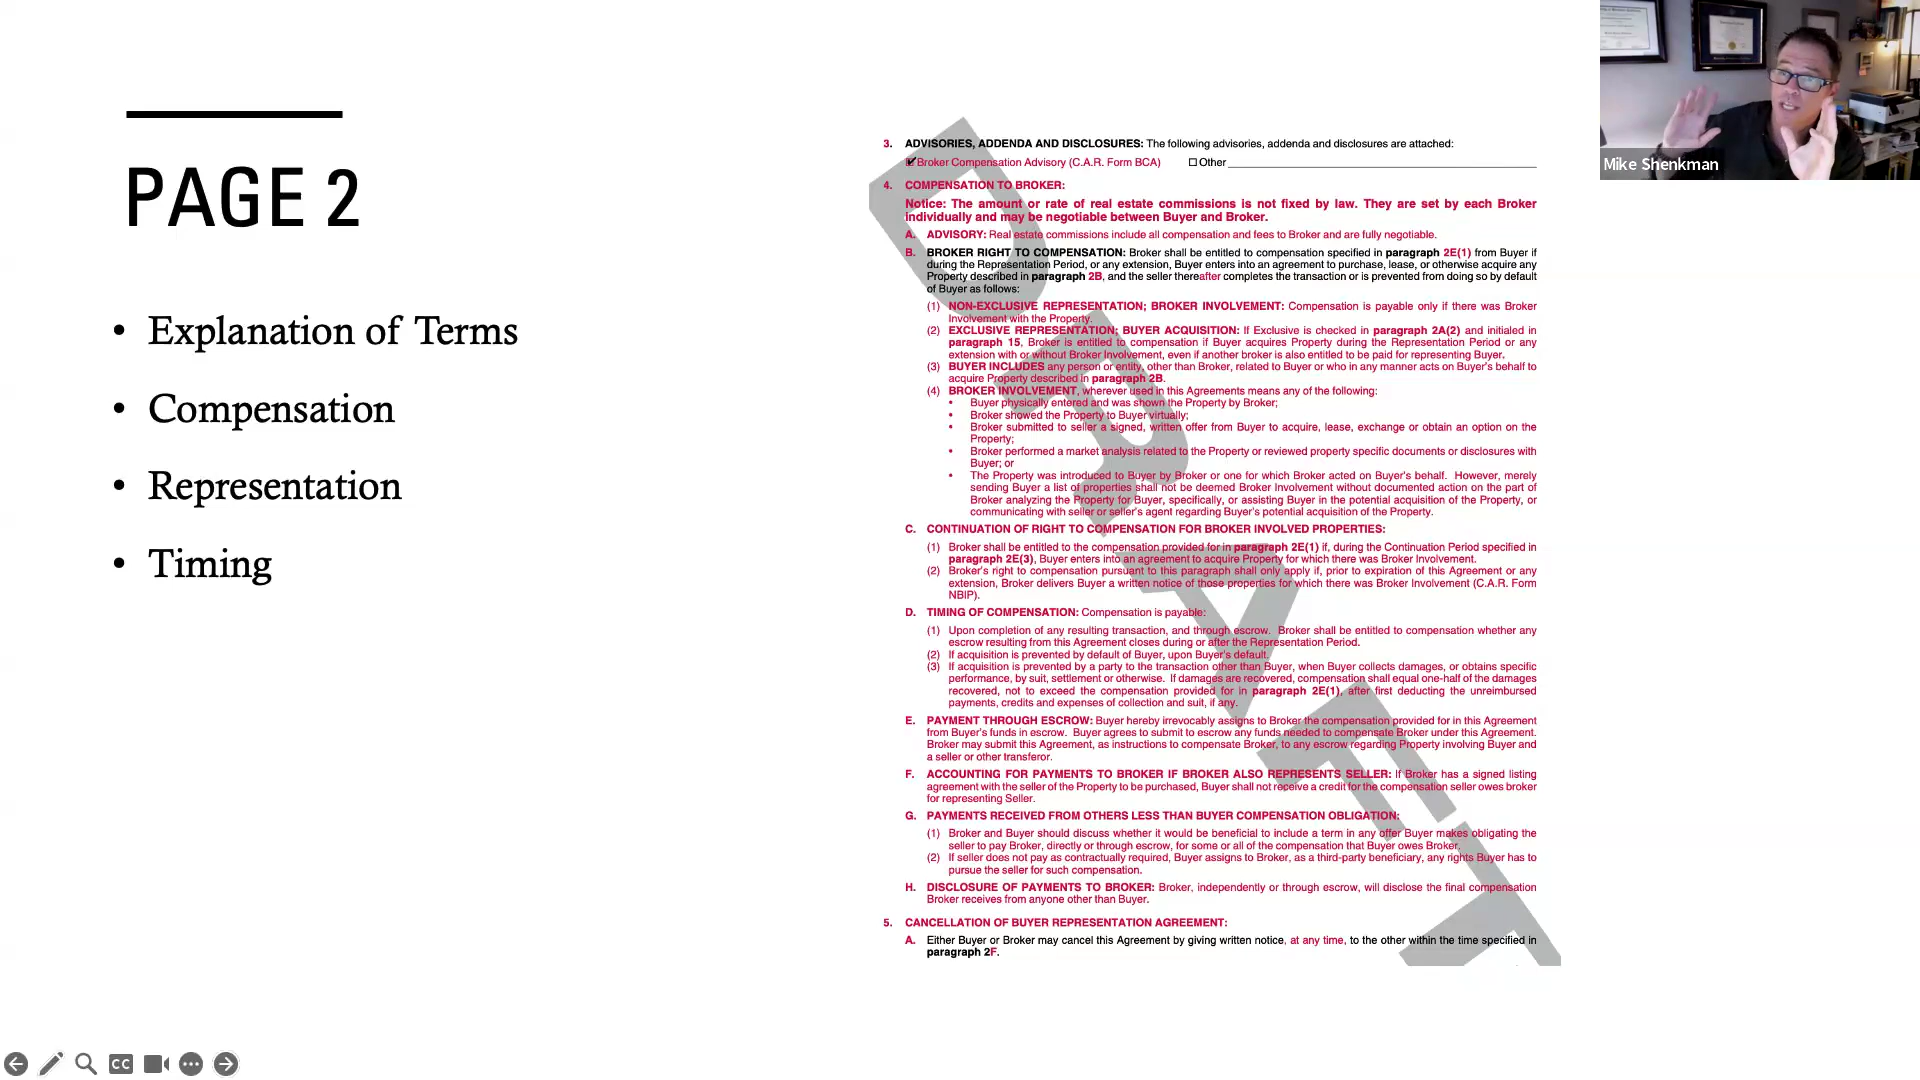 PAGE 2
• Explanation of Terms
• Compensation
• Representation
• Timing
3. ADVISORIES, ADDENDA AND DISCLOSURES: The following advisories, addenda and disclosures are attached:
Broker Compensation Advisory (C.A.R. Form BCA) Other
4. COMPENSATION TO BROKER:
Notice: The amount or rate of real estate commissions is not fixed by law. They are set by each Broker
individually and may be negotiable between Buyer and Broker.
A. ADVISORY: Real estate commissions include all compensation and fees to Broker and are fully negotiable.
B. BROKER RIGHT TO COMPENSATION: Broker shall be entitled to compensation specified in paragraph 2E(1) from Buyer if
during the Representation Period, or any extension, Buyer enters into an agreement to purchase, lease, or otherwise acquire any
Property described in paragraph 2B, and the seller thereafter completes the transaction or is prevented from doing so by default
of Buyer as follows:
(1) NON-EXCLUSIVE REPRESENTATION; BROKER INVOLVEMENT: Compensation is payable only if there was Broker
Involvement with the Property.
(2) EXCLUSIVE REPRESENTATION; BUYER ACQUISITION: If Exclusive is checked in paragraph 2A(2) and initialed in
paragraph 15, Broker is entitled to compensation if Buyer acquires Property during the Representation Period or any
extension with or without Broker Involvement, even if another broker is also entitled to be paid for representing Buyer.
(3) BUYER INCLUDES any person or entity, other than Broker, related to Buyer or who in any manner acts on Buyer's behalf to
acquire Property described in paragraph 2B.
(4) BROKER INVOLVEMENT, wherever used in this Agreements means any of the following:
• Buyer physically entered and was shown the Property by Broker;
• Broker showed the Property to Buyer virtually;
• Broker submitted to seller a signed, written offer from Buyer to acquire, lease, exchange or obtain an option on the
Property;
• Broker performed a market analysis related to the Property or reviewed property specific documents or disclosures with
Buyer; or
• The Property was introduced to Buyer by Broker or one for which Broker acted on Buyer's behalf. However, merely
sending Buyer a list of properties shall not be deemed Broker Involvement without documented action on the part of
Broker analyzing the Property for Buyer, specifically, or assisting Buyer in the potential acquisition of the Property, or
communicating with seller or seller's agent regarding Buyer's potential acquisition of the Property.
C. CONTINUATION OF RIGHT TO COMPENSATION FOR BROKER INVOLVED PROPERTIES:
(1) Broker shall be entitled to the compensation provided for in paragraph 2E(1) if, during the Continuation Period specified in
paragraph 2E(3), Buyer enters into an agreement to acquire Property for which there was Broker Involvement.
(2) Broker's right to compensation pursuant to this paragraph shall only apply if, prior to expiration of this Agreement or any
extension, Broker delivers Buyer a written notice of those properties for which there was Broker Involvement (C.A.R. Form
NBIP).
D. TIMING OF COMPENSATION: Compensation is payable:
(1) Upon completion of any resulting transaction, and through escrow. Broker shall be entitled to compensation whether any
escrow resulting from this Agreement closes during or after the Representation Period.
(2) If acquisition is prevented by default of Buyer, upon Buyer's default.
(3) If acquisition is prevented by a party to the transaction other than Buyer, when Buyer collects damages, or obtains specific
performance, by suit, settlement or otherwise. If damages are recovered, compensation shall equal one-half of the damages
recovered, not to exceed the compensation provided for in paragraph 2E(1), after first deducting the unreimbursed
payments, credits and expenses of collection and suit, if any.
E. PAYMENT THROUGH ESCROW: Buyer hereby irrevocably assigns to Broker the compensation provided for in this Agreement
from Buyer's funds in escrow. Buyer agrees to submit to escrow any funds needed to compensate Broker under this Agreement.
Broker may submit this Agreement, as instructions to compensate Broker, to any escrow regarding Property involving Buyer and
a seller or other transferor.
F. ACCOUNTING FOR PAYMENTS TO BROKER IF BROKER ALSO REPRESENTS SELLER: If Broker has a signed listing
agreement with the seller of the Property to be purchased, Buyer shall not receive a credit for the compensation seller owes broker
for representing Seller.
G. PAYMENTS RECEIVED FROM OTHERS LESS THAN BUYER COMPENSATION OBLIGATION:
(1) Broker and Buyer should discuss whether it would be beneficial to include a term in any offer Buyer makes obligating the
seller to pay Broker, directly or through escrow, for some or all of the compensation that Buyer owes Broker.
(2) If seller does not pay as contractually required, Buyer assigns to Broker, as a third-party beneficiary, any rights Buyer has to
pursue the seller for such compensation.
H. DISCLOSURE OF PAYMENTS TO BROKER: Broker, independently or through escrow, will disclose the final compensation
Broker receives from anyone other than Buyer.
5. CANCELLATION OF BUYER REPRESENTATION AGREEMENT:
A. Either Buyer or Broker may cancel this Agreement by giving written notice, at any time, to the other within the time specified in
paragraph 2F.
DRAFT
Mike Shenkman
CC